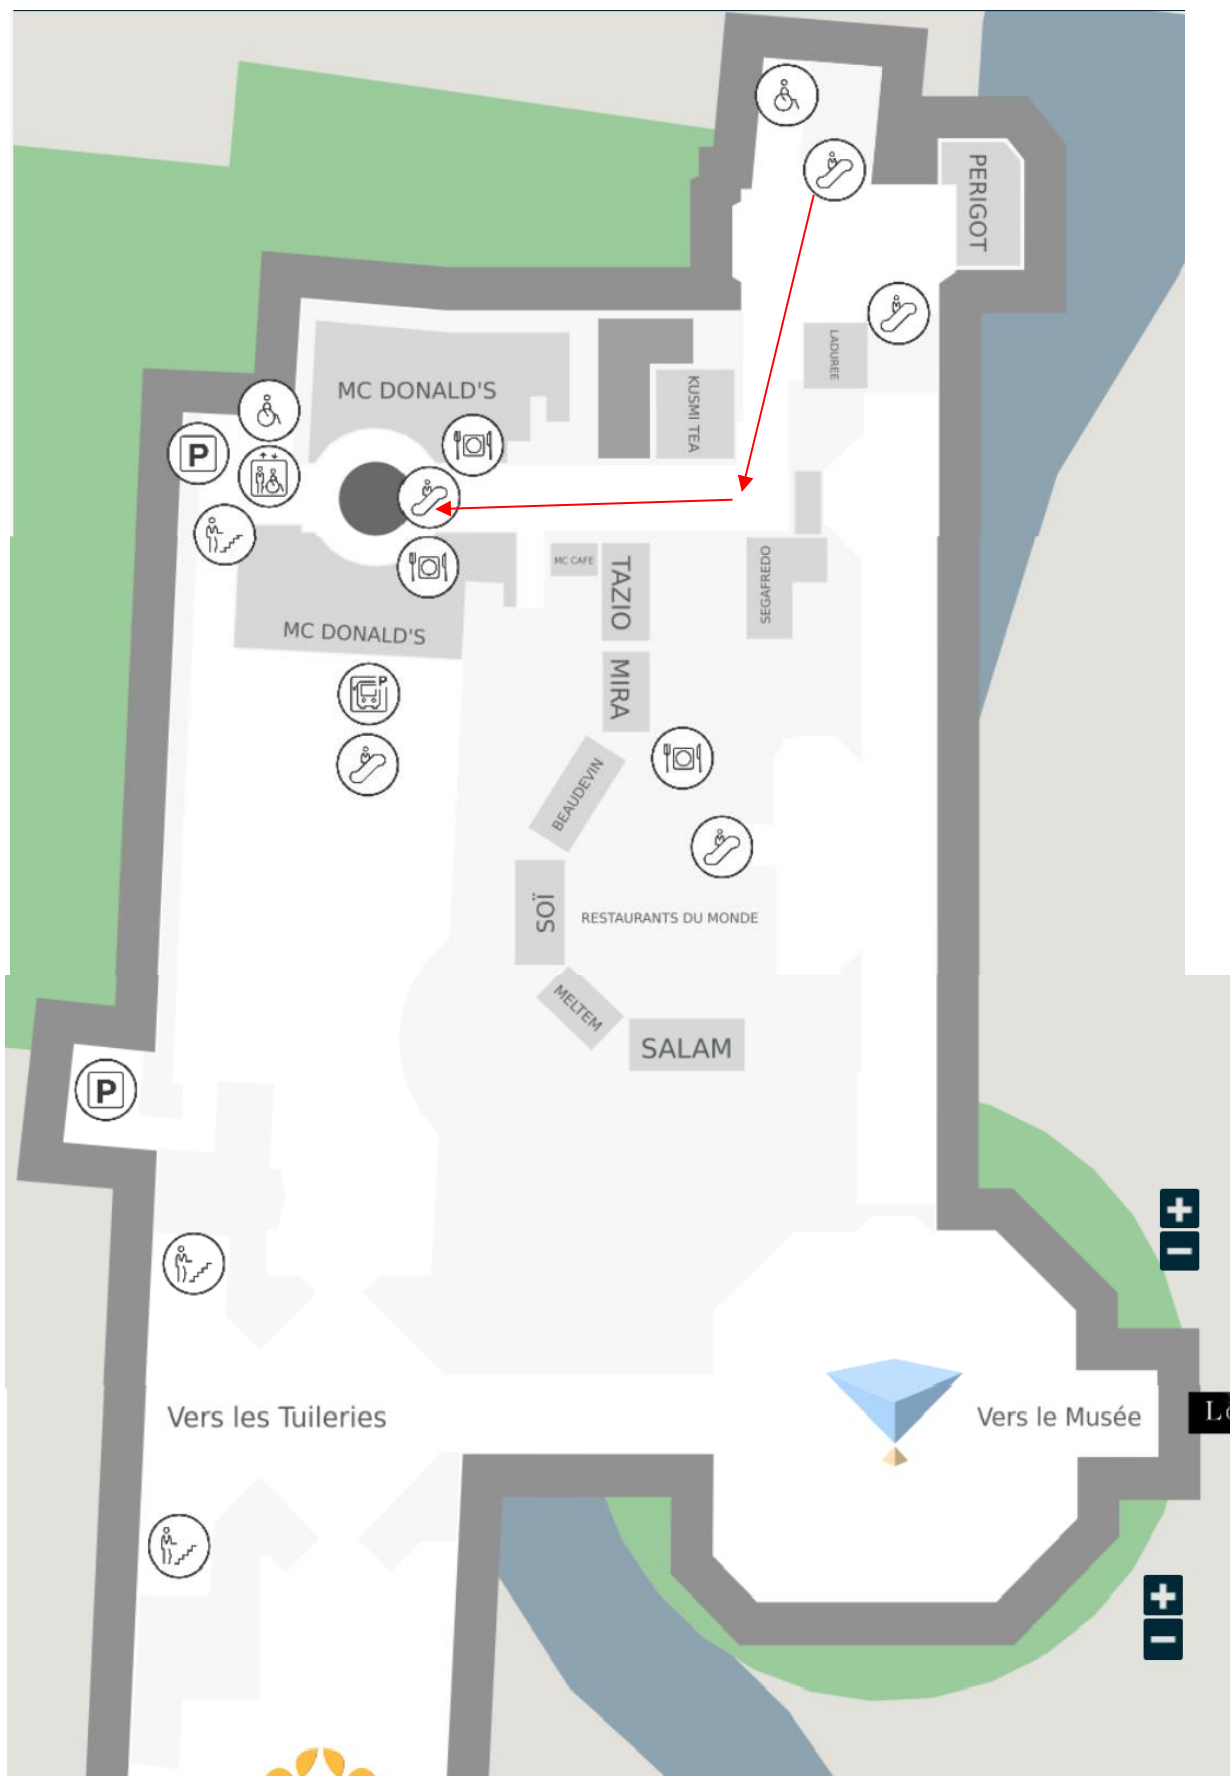 PERIGOT
LADUREE
MC DONALD'S
KUSMI TEA
P
MC CAFE
TAZIO
SEGAFREDO
MC DONALD'S
MIRA
P
BEAUDEVIN
SOÏ
RESTAURANTS DU MONDE
MELTEM
SALAM
P
+
−
Vers les Tuileries
Vers le Musée
+
−